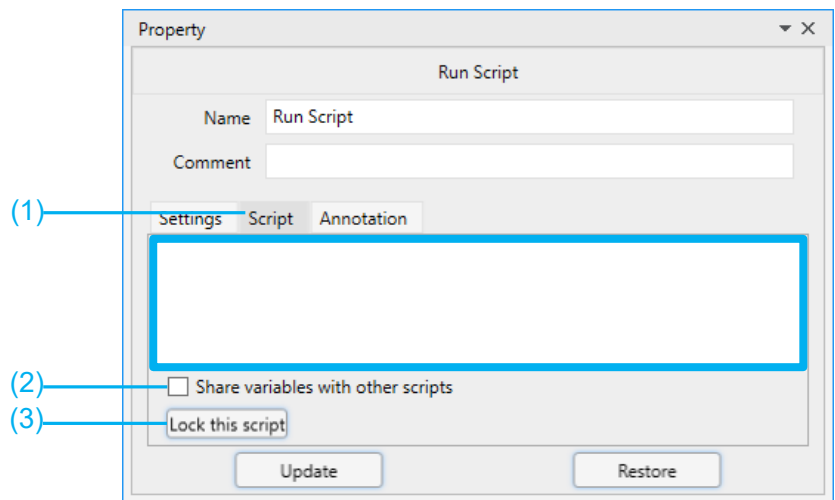 Property
Run Script
Name Run Script
Comment
(1) Settings Script Annotation
(2) Share variables with other scripts
(3) Lock this script
Update Restore